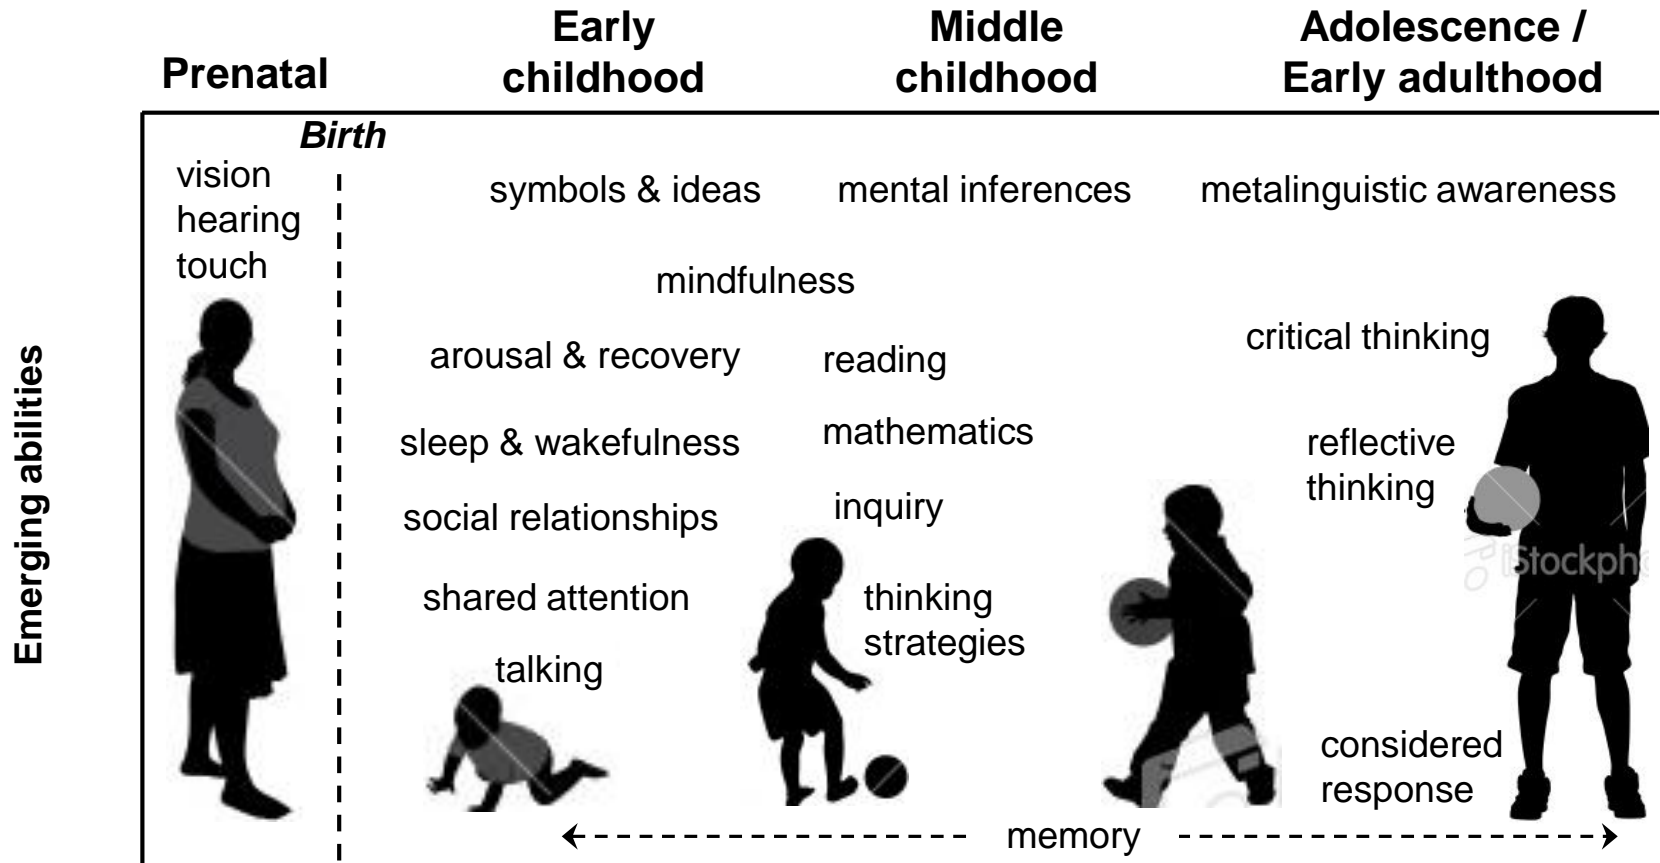 Prenatal
Early
childhood
Middle
childhood
Adolescence /
Early adulthood
Emerging abilities
Birth
vision
hearing
touch
symbols & ideas
mental inferences
metalinguistic awareness
mindfulness
arousal & recovery
reading
critical thinking
sleep & wakefulness
mathematics
reflective
thinking
social relationships
inquiry
shared attention
thinking
strategies
talking
considered
response
memory
iStockpho